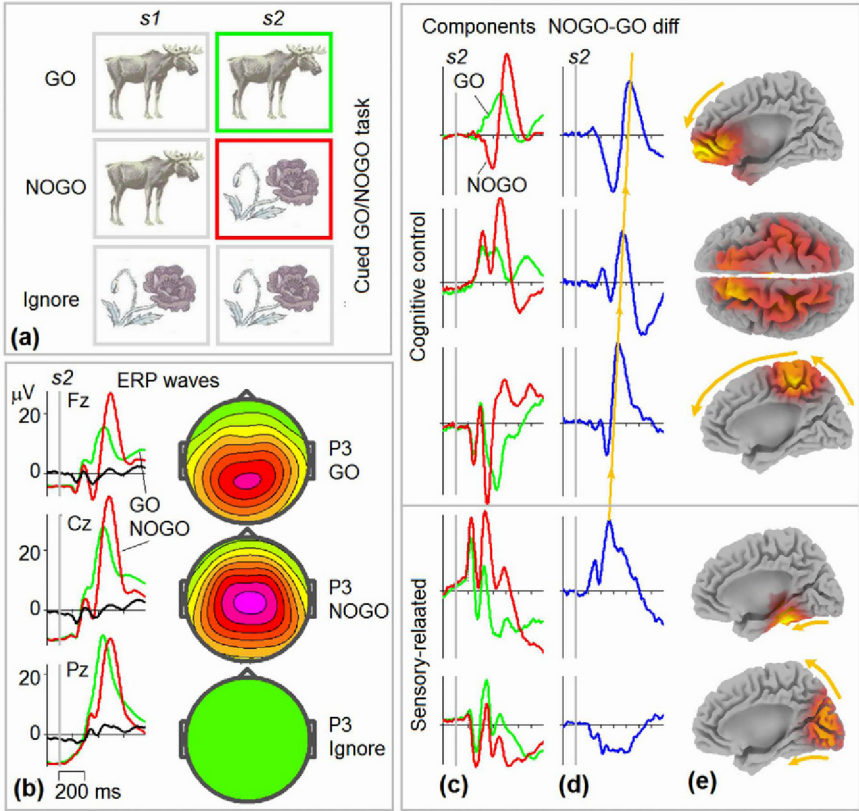 s1 s2
GO
NOGO
Ignore
Cued GO/NOGO task
(a)
s2 ERP waves
µV
20
0
Fz
GO
NOGO
20
0
Cz
20
0
Pz
P3
GO
P3
NOGO
P3
Ignore
(b)
200 ms
Components NOGO-GO diff
s2 s2
GO
NOGO
Cognitive control
Sensory-relaated
(c) (d) (e)